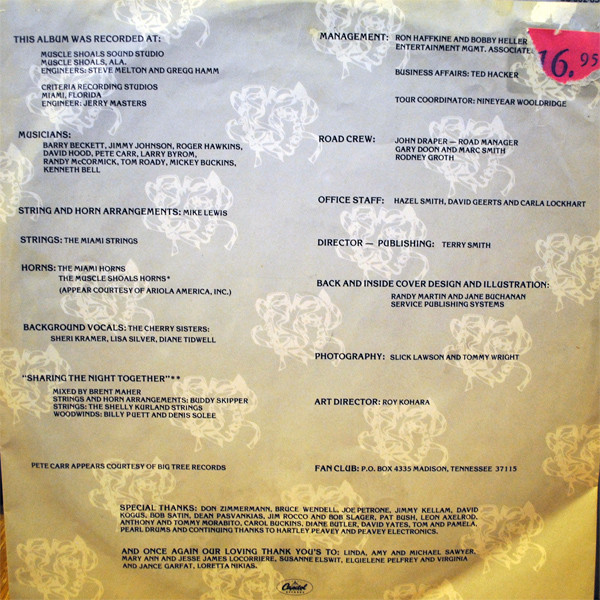 THIS ALBUM WAS RECORDED AT:
MUSCLE SHOALS SOUND STUDIO
MUSCLE SHOALS, ALA.
ENGINEERS: STEVE MELTON AND GREGG HAMM
CRITERIA RECORDING STUDIOS
MIAMI, FLORIDA
ENGINEER: JERRY MASTERS
MUSICIANS:
BARRY BECKETT, JIMMY JOHNSON, ROGER HAWKINS,
DAVID HOOD, PETE CARR, LARRY BYROM,
RANDY McCORMICK, TOM ROADY, MICKEY BUCKINS,
KENNETH BELL
STRING AND HORN ARRANGEMENTS: MIKE LEWIS
STRINGS: THE MIAMI STRINGS
HORNS: THE MIAMI HORNS
THE MUSCLE SHOALS HORNS*
(APPEAR COURTESY OF ARIOLA AMERICA, INC.)
BACKGROUND VOCALS: THE CHERRY SISTERS:
SHERI KRAMER, LISA SILVER, DIANE TIDWELL
"SHARING THE NIGHT TOGETHER"**
MIXED BY BRENT MAHER
STRINGS AND HORN ARRANGEMENTS: BUDDY SKIPPER
STRINGS: THE SHELLY KURLAND STRINGS
WOODWINDS: BILLY PUETT AND DENIS SOLEE
PETE CARR APPEARS COURTESY OF BIG TREE RECORDS
MANAGEMENT: RON HAFFKINE AND BOBBY HELLER
ENTERTAINMENT MGMT. ASSOCIATE
16.95
BUSINESS AFFAIRS: TED HACKER
TOUR COORDINATOR: NINEYEAR WOOLDRIDGE
ROAD CREW: JOHN DRAPER — ROAD MANAGER
GARY DOON AND MARC SMITH
RODNEY GROTH
OFFICE STAFF: HAZEL SMITH, DAVID GEERTS AND CARLA LOCKHART
DIRECTOR — PUBLISHING: TERRY SMITH
BACK AND INSIDE COVER DESIGN AND ILLUSTRATION:
RANDY MARTIN AND JANE BUCHANAN
SERVICE PUBLISHING SYSTEMS
PHOTOGRAPHY: SLICK LAWSON AND TOMMY WRIGHT
ART DIRECTOR: ROY KOHARA
FAN CLUB: P.O. BOX 4335 MADISON, TENNESSEE 37115
SPECIAL THANKS: DON ZIMMERMANN, BRUCE WENDELL, JOE PETRONE, JIMMY KELLAM, DAVID
KOGUS, BOB SATIN, DEAN PASVANKIAS, JIM ROCCO AND BOB SLAGER, PAT BUSH, LEON AXELROD,
ANTHONY AND TOMMY MORABITO, CAROL BUCKINS, DIANE BUTLER, DAVID YATES, TOM AND PAMELA,
PEARL DRUMS AND CONTINUING THANKS TO HARTLEY PEAVEY AND PEAVEY ELECTRONICS.
AND ONCE AGAIN OUR LOVING THANK YOU'S TO: LINDA, AMY AND MICHAEL SAWYER,
MARY ANN AND JESSE JAMES LOCORRIERE, SUSANNE ELSWIT, ELGIELENE PELFREY AND VIRGINIA
AND JANCE GARFAT, LORETTA NIKIAS.
Capitol
RECORDS